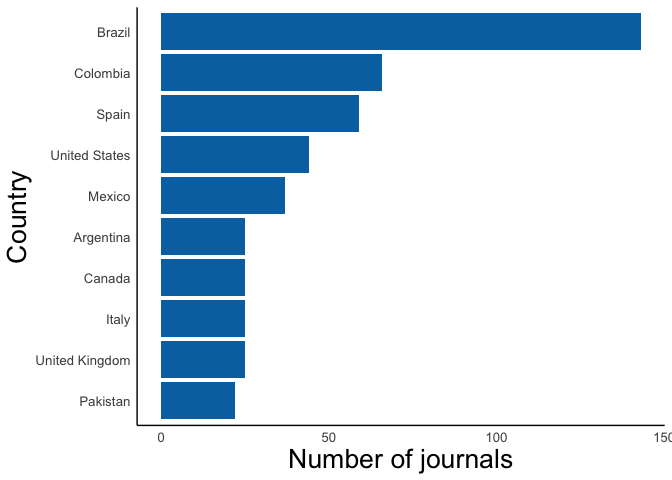 Brazil
Colombia
Spain
United States
Mexico
Argentina
Canada
Italy
United Kingdom
Pakistan
Country
0 50 100 150
Number of journals